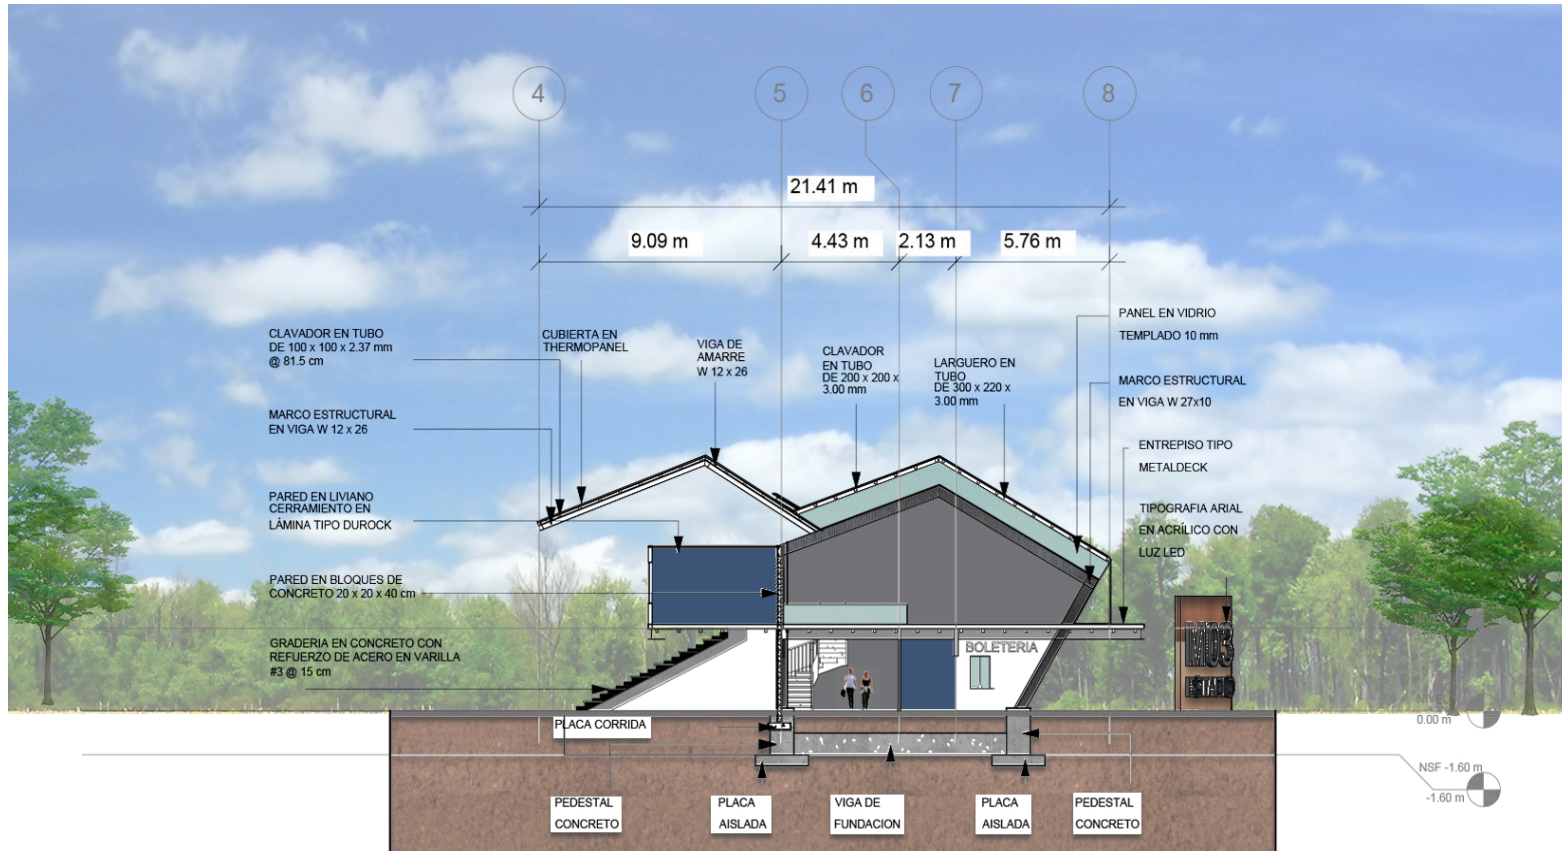 4
5
6
7
8
21.41 m
9.09 m
4.43 m
2.13 m
5.76 m
CLAVADOR EN TUBO
DE 100 x 100 x 2.37 mm
@ 81.5 cm
CUBIERTA EN
THERMOPANEL
VIGA DE
AMARRE
W 12 x 26
CLAVADOR
EN TUBO
DE 200 x 200 x
3.00 mm
LARGUERO EN
TUBO
DE 300 x 220 x
3.00 mm
PANEL EN VIDRIO
TEMPLADO 10 mm
MARCO ESTRUCTURAL
EN VIGA W 27x10
MARCO ESTRUCTURAL
EN VIGA W 12 x 26
ENTREPISO TIPO
METALDECK
PARED EN LIVIANO
CERRAMIENTO EN
LÁMINA TIPO DUROCK
TIPOGRAFIA ARIAL
EN ACRÍLICO CON
LUZ LED
PARED EN BLOQUES DE
CONCRETO 20 x 20 x 40 cm
GRADERIA EN CONCRETO CON
REFUERZO DE ACERO EN VARILLA
#3 @ 15 cm
BOLETERIA
ESTADIO
PLACA CORRIDA
0.00 m
NSF -1.60 m
-1.60 m
PEDESTAL
CONCRETO
PLACA
AISLADA
VIGA DE
FUNDACION
PLACA
AISLADA
PEDESTAL
CONCRETO